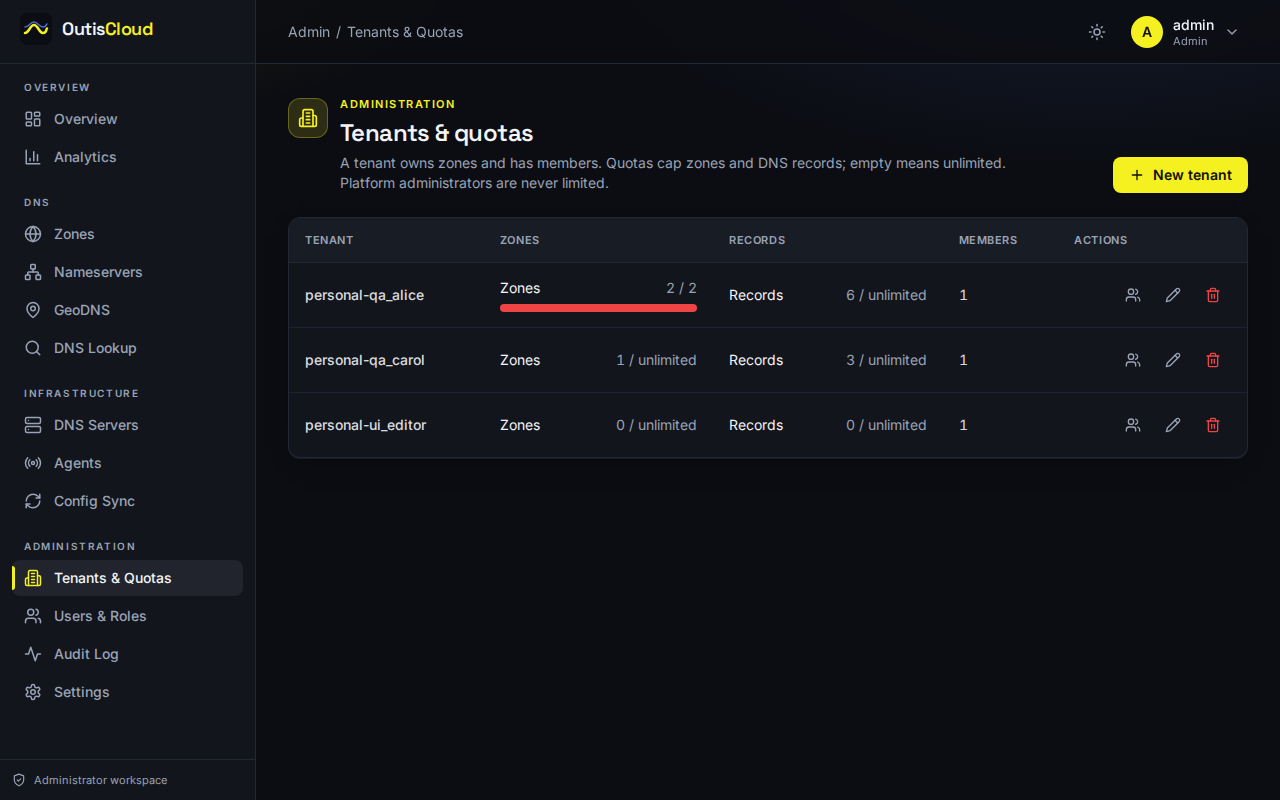 OutisCloud
Admin / Tenants & Quotas
A
admin
Admin
OVERVIEW
Overview
Analytics
DNS
Zones
Nameservers
GeoDNS
DNS Lookup
INFRASTRUCTURE
DNS Servers
Agents
Config Sync
ADMINISTRATION
Tenants & Quotas
Users & Roles
Audit Log
Settings
Administrator workspace
ADMINISTRATION
Tenants & quotas
A tenant owns zones and has members. Quotas cap zones and DNS records; empty means unlimited.
Platform administrators are never limited.
New tenant
TENANT ZONES RECORDS MEMBERS ACTIONS
personal-qa_alice Zones 2 / 2 Records 6 / unlimited 1
personal-qa_carol Zones 1 / unlimited Records 3 / unlimited 1
personal-ui_editor Zones 0 / unlimited Records 0 / unlimited 1